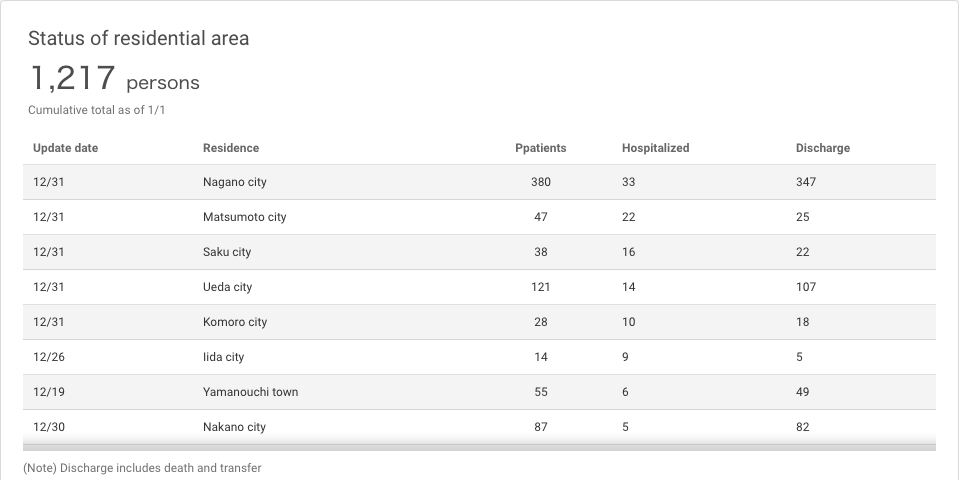 Status of residential area
1,217 persons
Cumulative total as of 1/1
Update date Residence Ppatients Hospitalized Discharge
12/31 Nagano city 380 33 347
12/31 Matsumoto city 47 22 25
12/31 Saku city 38 16 22
12/31 Ueda city 121 14 107
12/31 Komoro city 28 10 18
12/26 Iida city 14 9 5
12/19 Yamanouchi town 55 6 49
12/30 Nakano city 87 5 82
(Note) Discharge includes death and transfer